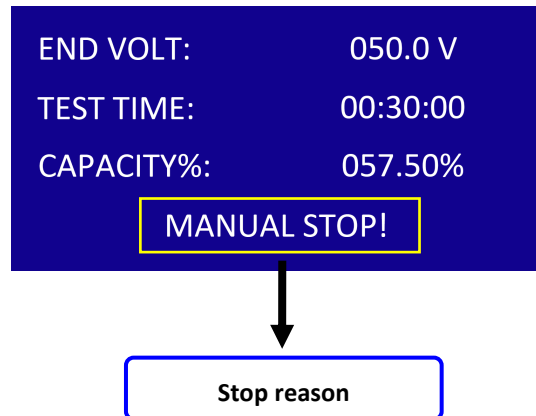 END VOLT: 050.0 V
TEST TIME: 00:30:00
CAPACITY%: 057.50%
MANUAL STOP!
Stop reason